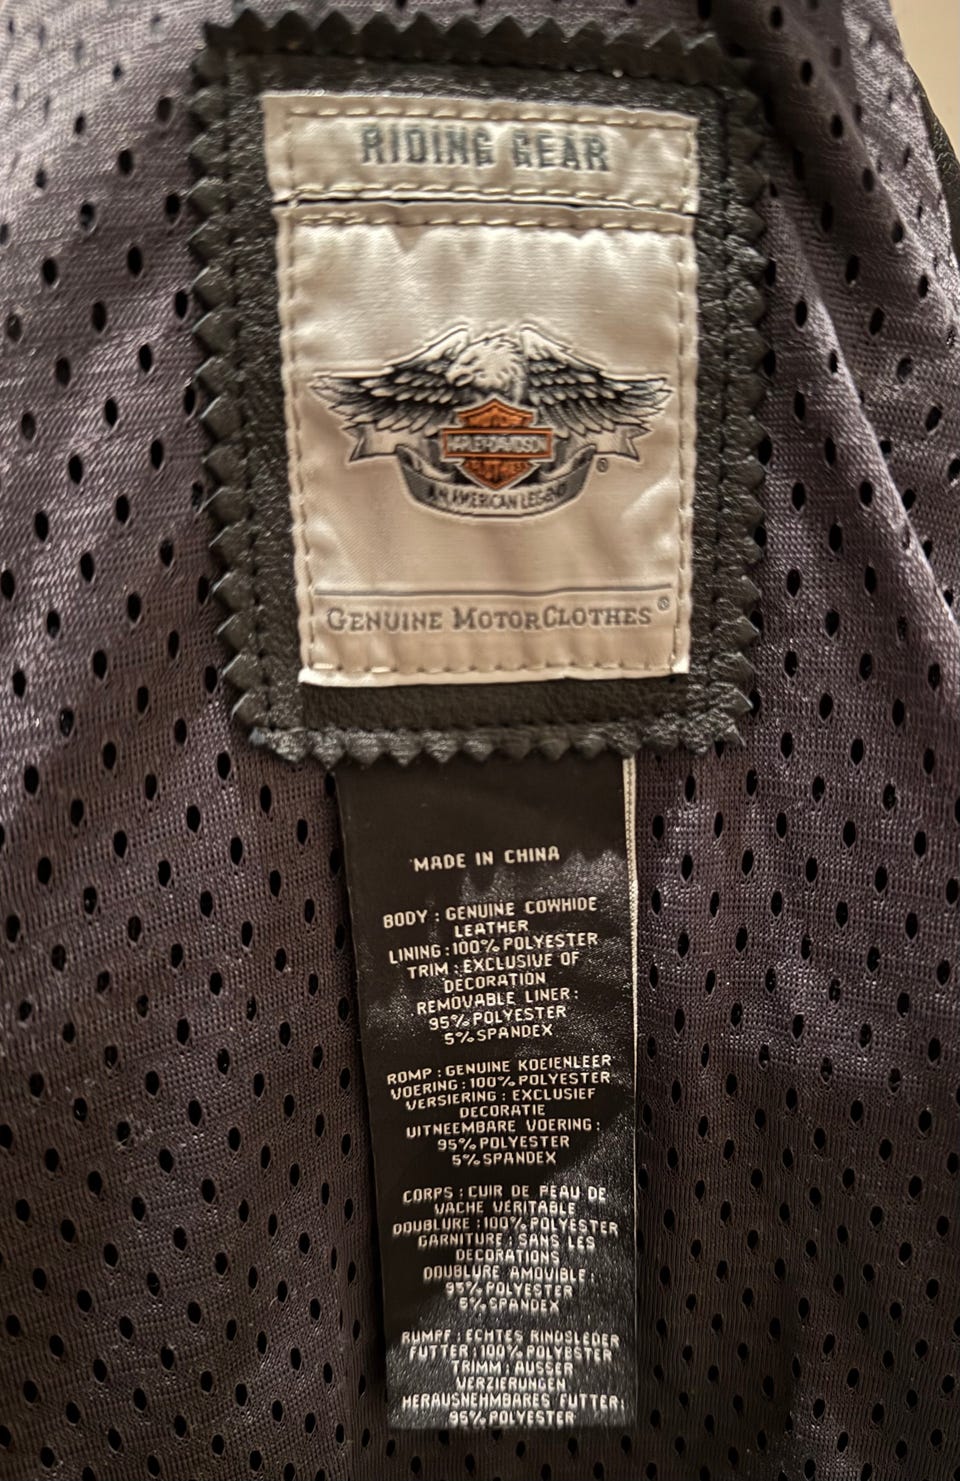 RIDING GEAR
HARLEY-DAVIDSON
CLOTHES
®
AN AMERICAN LEGEND
GENUINE MOTORCLOTHES®
MADE IN CHINA
BODY : GENUINE COWHIDE
LEATHER
LINING : 100% POLYESTER
TRIM : EXCLUSIVE OF
DECORATION
REMOVABLE LINER :
95% POLYESTER
5% SPANDEX
ROMP : GENUINE KOEIENLEER
VOERING : 100% POLYESTER
VERSIERING : EXCLUSIEF
DECORATIE
UITNEEMBARE VOERING :
95% POLYESTER
5% SPANDEX
CORPS : CUIR DE PEAU DE
VACHE VERITABLE
DOUBLURE : 100% POLYESTER
GARNITURE : SANS LES
DECORATIONS
DOUBLURE AMOVIBLE :
95% POLYESTER
5% SPANDEX
RUMPF : ECHTES RINDSLEDER
FUTTER : 100% POLYBSTER
TRIMM : AUSSER
VERZIERUNGEN
HERAUSNEHMBARES FUTTER:
95% POLYESTER